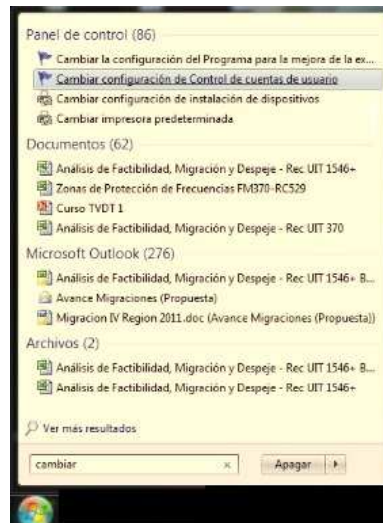 Panel de control (86)
Cambiar la configuración del Programa para la mejora de la ex...
Cambiar configuración de Control de cuentas de usuario
Cambiar configuración de instalación de dispositivos
Cambiar impresora predeterminada
Documentos (62)
Análisis de Factibilidad, Migración y Despeje - Rec UIT 1546+
Zonas de Protección de Frecuencias FM370-RC529
Curso TVDT 1
Análisis de Factibilidad, Migración y Despeje - Rec UIT 370
Microsoft Outlook (276)
Análisis de Factibilidad, Migración y Despeje - Rec UIT 1546+ B...
Avance Migraciones (Propuesta)
Migracion IV Region 2011.doc (Avance Migraciones (Propuesta))
Archivos (2)
Análisis de Factibilidad, Migración y Despeje - Rec UIT 1546+
Análisis de Factibilidad, Migración y Despeje - Rec UIT 1546+
Ver más resultados
cambiar × Apagar